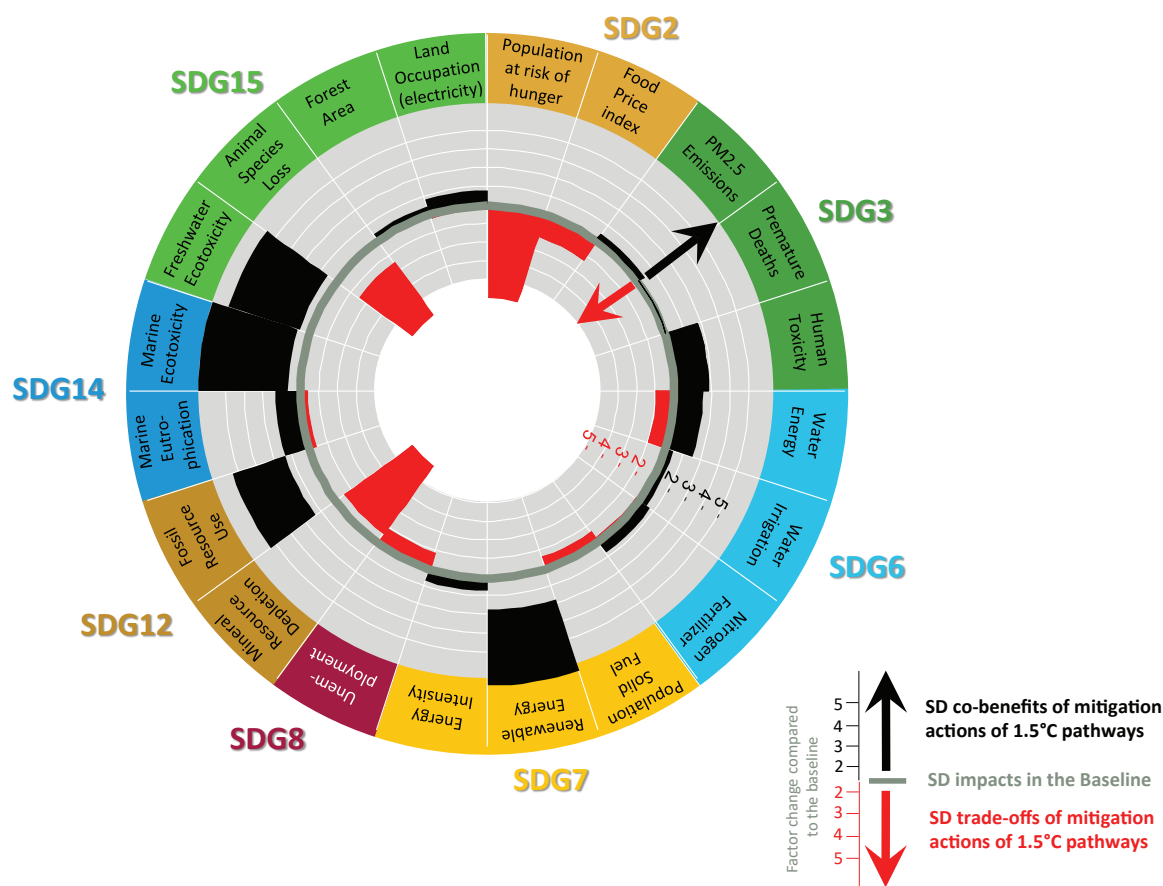 SDG2
Population
at risk of
hunger
Food
Price
index
SDG3
PM2.5
Emissions
Premature
Deaths
Human
Toxicity
SDG6
Water
Energy
Water
Irrigation
Nitrogen
Fertilizer
SDG7
Population
Solid
Fuel
Renewable
Energy
Energy
Intensity
SDG8
Unem-
ployment
SDG12
Mineral
Resource
Depletion
Fossil
Resource
Use
SDG14
Marine
Eutro-
phication
Marine
Ecotoxicity
SDG15
Freshwater
Ecotoxicity
Animal
Species
Loss
Forest
Area
Land
Occupation
(electricity)
5
4
3
2
2
3
4
5
Factor change compared
to the baseline
5
4
3
2
2
3
4
5
SD co-benefits of mitigation
actions of 1.5°C pathways
SD impacts in the Baseline
SD trade-offs of mitigation
actions of 1.5°C pathways